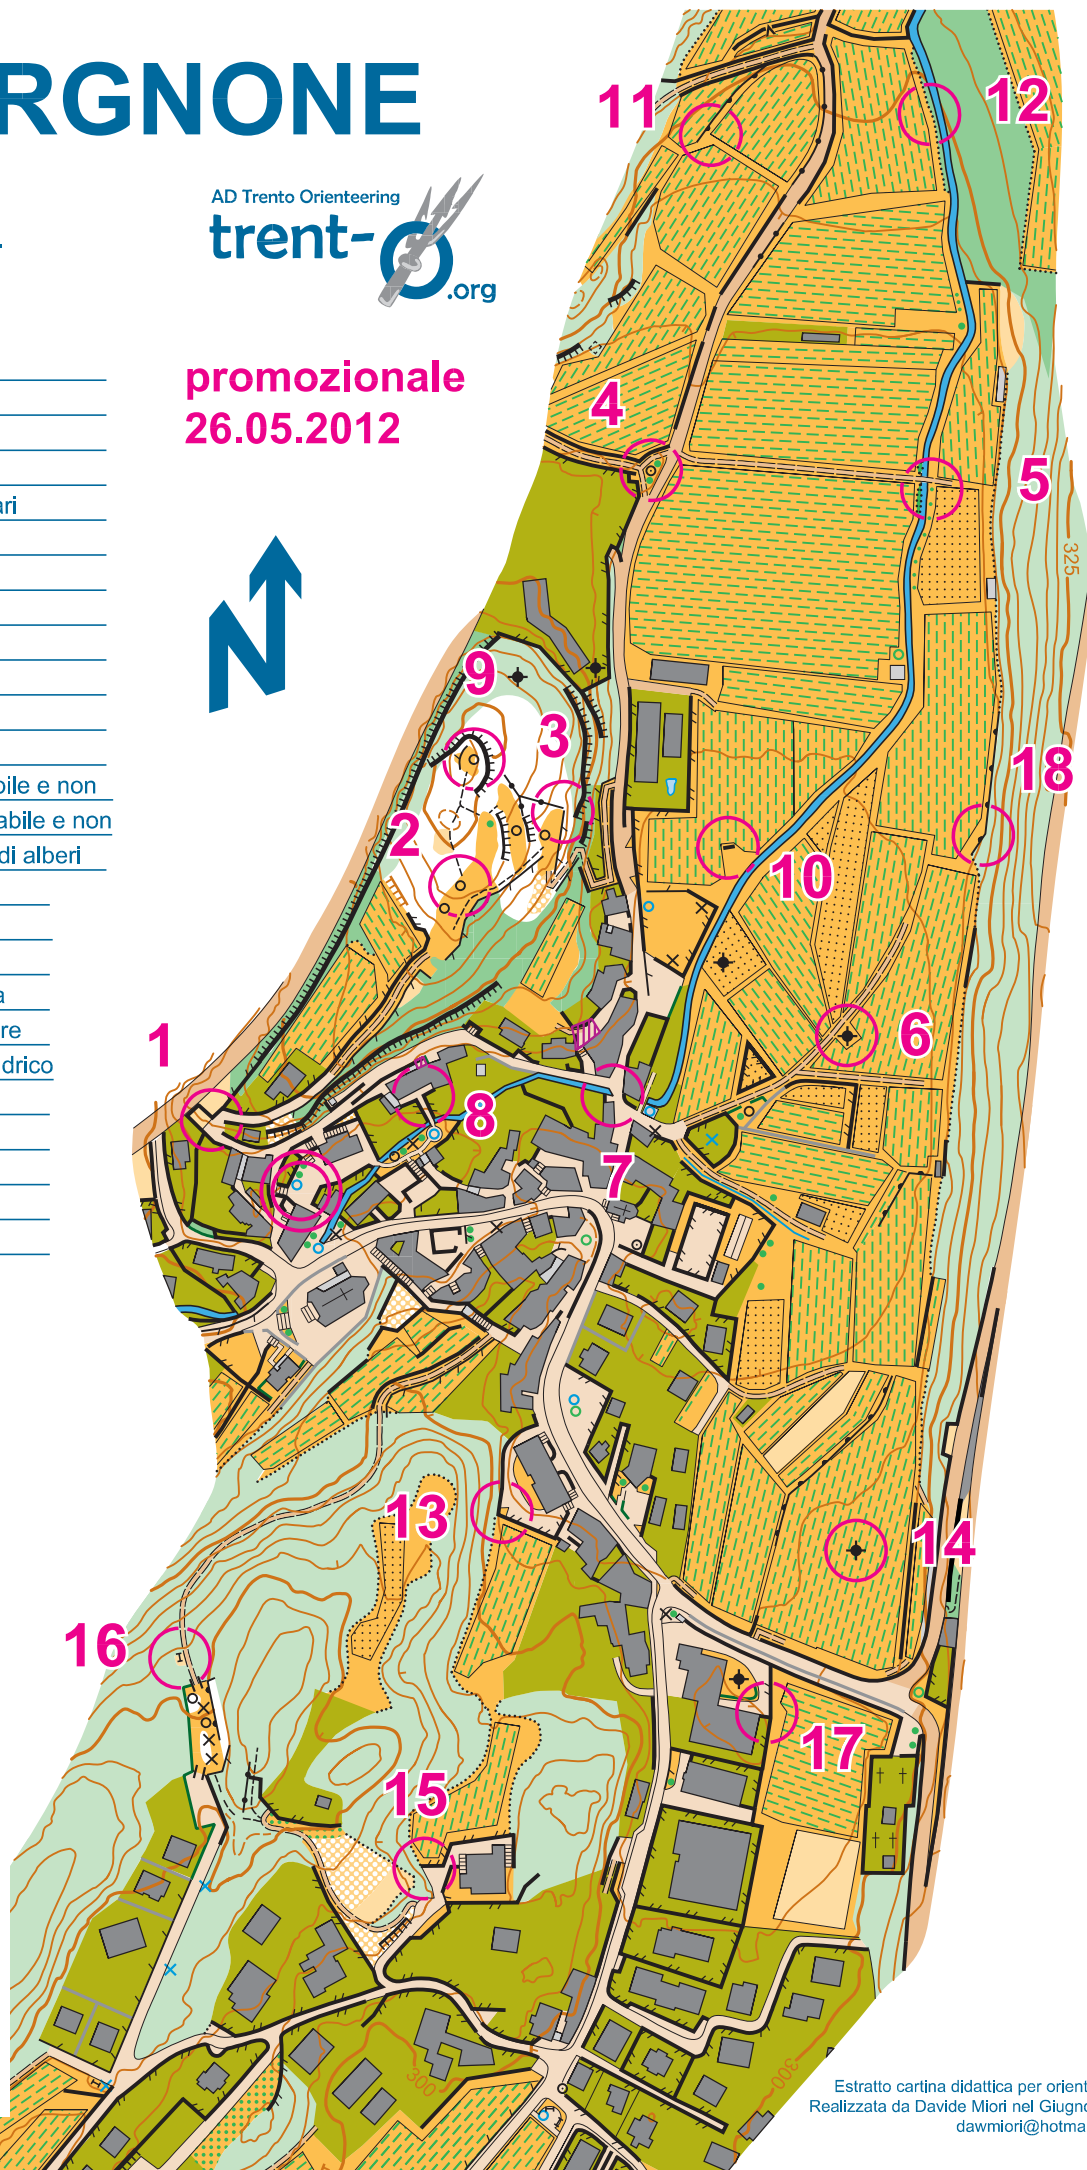 RGNONE
AD Trento Orienteering
trent-O
.org
promozionale
26.05.2012
N
ari
bile e non
abile e non
di alberi
a
re
drico
11
12
4
5
325
9
3
2
18
10
6
1
8
7
13
14
16
17
15
300
300
Estratto cartina didattica per orient
Realizzata da Davide Miori nel Giugno
dawmiori@hotma